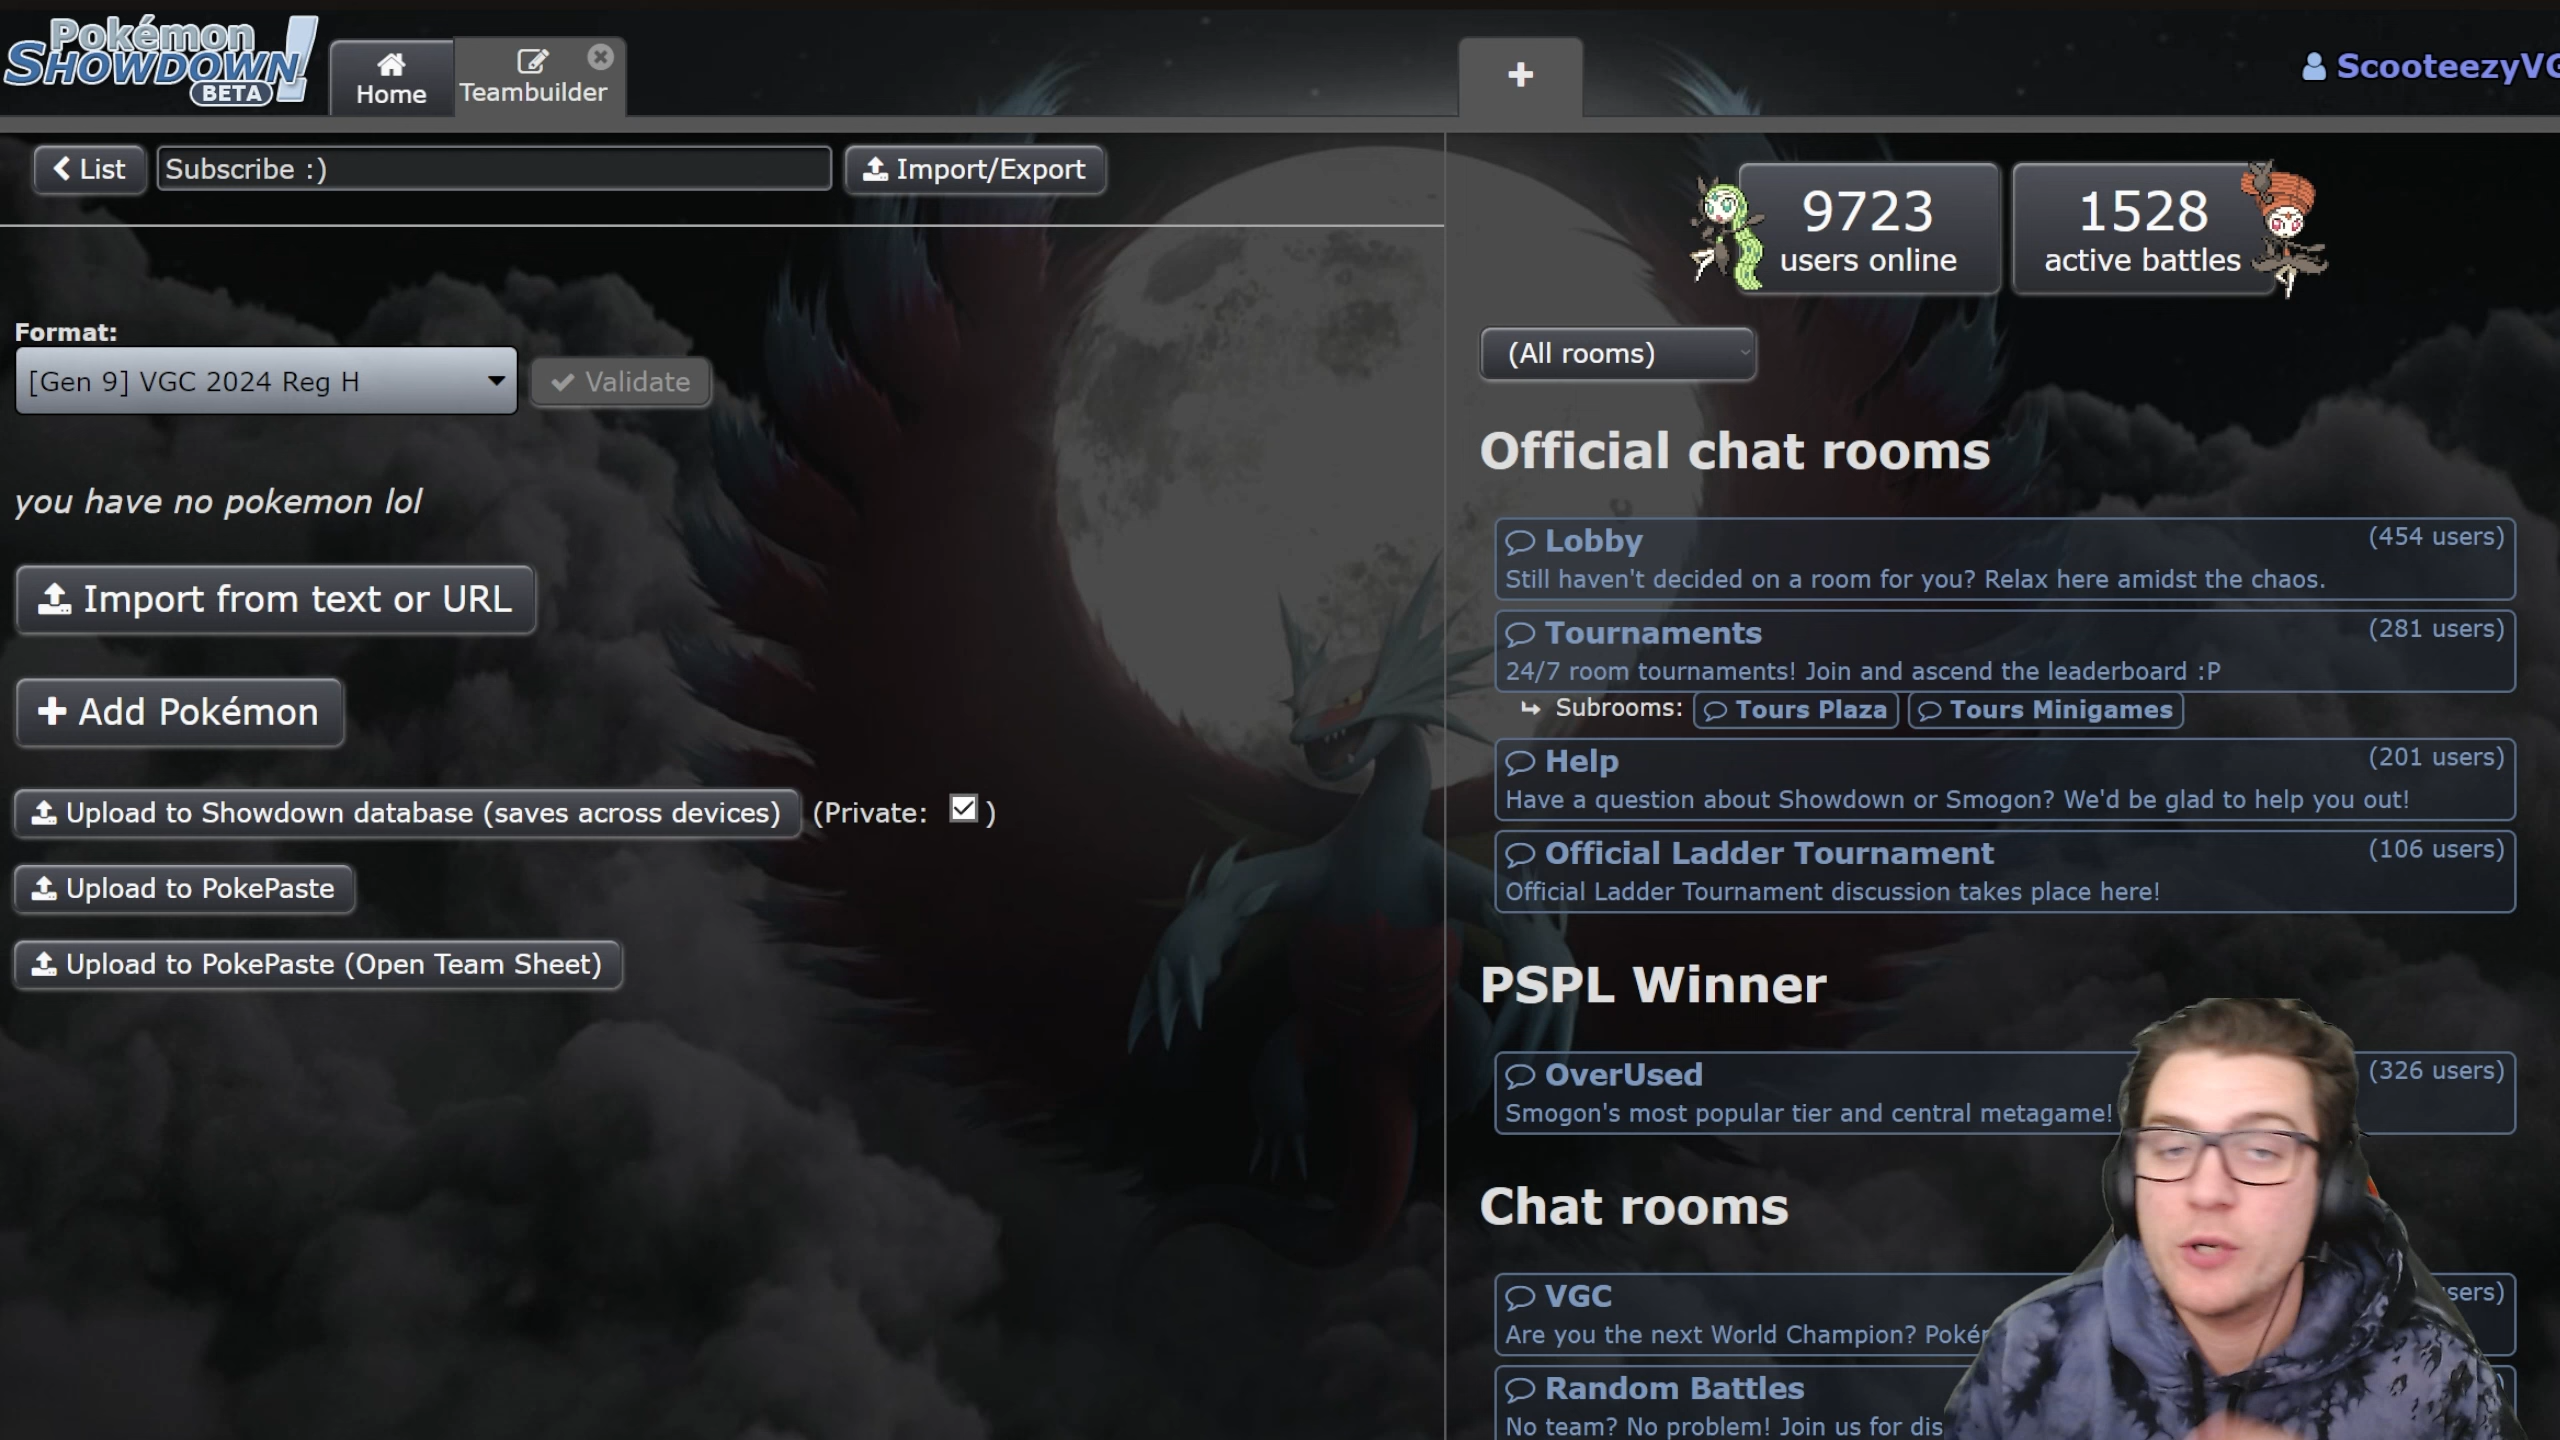 Pokémon
SHOWDOWN!
BETA
Home
Teambuilder
ScooteezyVG
List
Subscribe :)
Import/Export
Format:
[Gen 9] VGC 2024 Reg H
Validate
you have no pokemon lol
Import from text or URL
Add Pokémon
Upload to Showdown database (saves across devices) (Private: )
Upload to PokePaste
Upload to PokePaste (Open Team Sheet)
9723
users online
1528
active battles
(All rooms)
Official chat rooms
Lobby (454 users)
Still haven't decided on a room for you? Relax here amidst the chaos.
Tournaments (281 users)
24/7 room tournaments! Join and ascend the leaderboard :P
Subrooms: Tours Plaza Tours Minigames
Help (201 users)
Have a question about Showdown or Smogon? We'd be glad to help you out!
Official Ladder Tournament (106 users)
Official Ladder Tournament discussion takes place here!
PSPL Winner
OverUsed (326 users)
Smogon's most popular tier and central metagame!
Chat rooms
VGC
Are you the next World Champion?
Random Battles
No team? No problem! Join us for